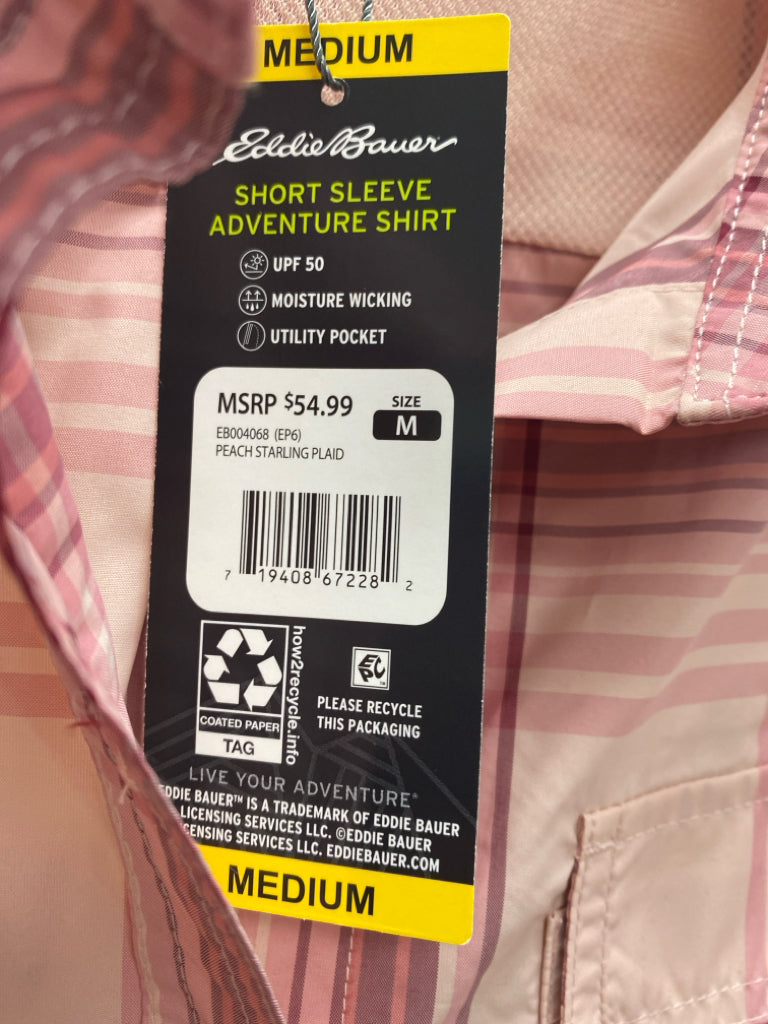 MEDIUM
Eddie Bauer
SHORT SLEEVE
ADVENTURE SHIRT
UPF 50
MOISTURE WICKING
UTILITY POCKET
MSRP $54.99
SIZE
M
EB004068 (EP6)
PEACH STARLING PLAID
7 19408 67228 2
how2recycle.info
COATED PAPER
TAG
EPC™
PLEASE RECYCLE
THIS PACKAGING
LIVE YOUR ADVENTURE®
EDDIE BAUER™ IS A TRADEMARK OF EDDIE BAUER
LICENSING SERVICES LLC. ©EDDIE BAUER
LICENSING SERVICES LLC. EDDIEBAUER.COM
MEDIUM